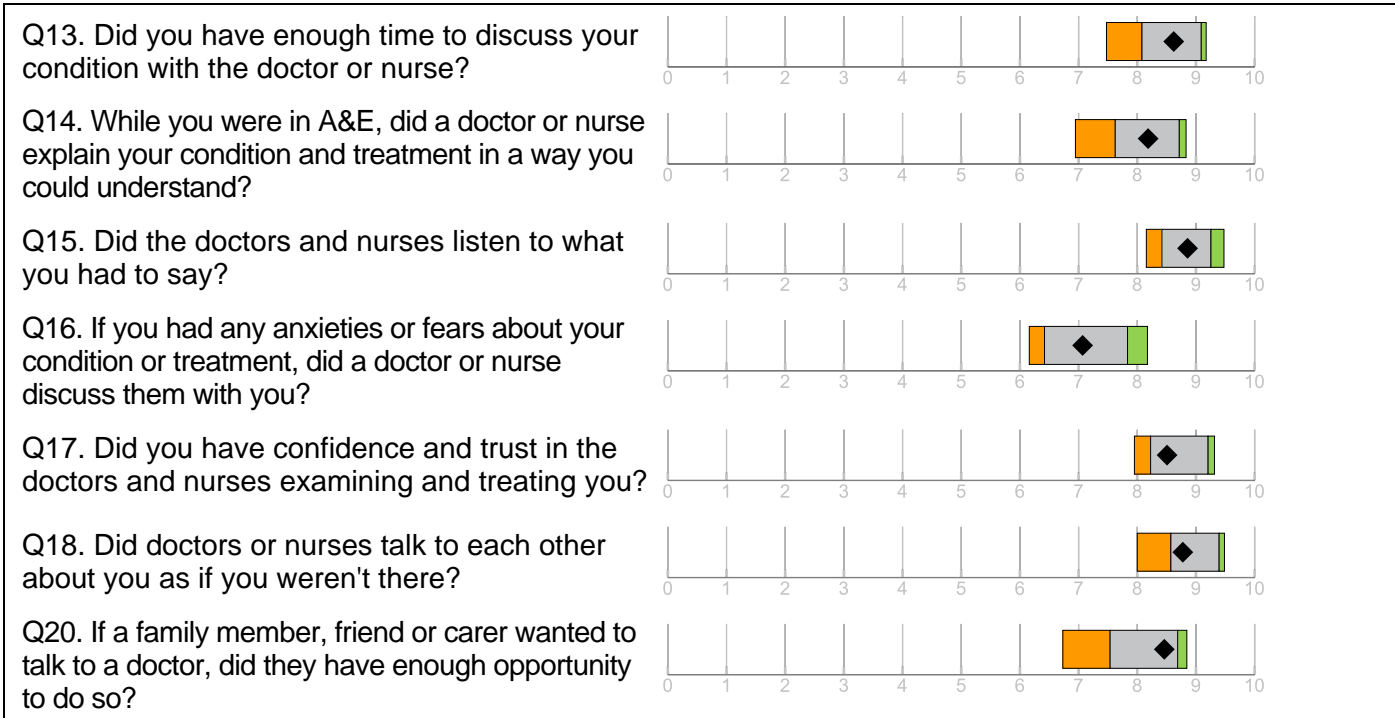 Q13. Did you have enough time to discuss your
condition with the doctor or nurse?
0 1 2 3 4 5 6 7 8 9 10
Q14. While you were in A&E, did a doctor or nurse
explain your condition and treatment in a way you
could understand?
0 1 2 3 4 5 6 7 8 9 10
Q15. Did the doctors and nurses listen to what
you had to say?
0 1 2 3 4 5 6 7 8 9 10
Q16. If you had any anxieties or fears about your
condition or treatment, did a doctor or nurse
discuss them with you?
0 1 2 3 4 5 6 7 8 9 10
Q17. Did you have confidence and trust in the
doctors and nurses examining and treating you?
0 1 2 3 4 5 6 7 8 9 10
Q18. Did doctors or nurses talk to each other
about you as if you weren't there?
0 1 2 3 4 5 6 7 8 9 10
Q20. If a family member, friend or carer wanted to
talk to a doctor, did they have enough opportunity
to do so?
0 1 2 3 4 5 6 7 8 9 10